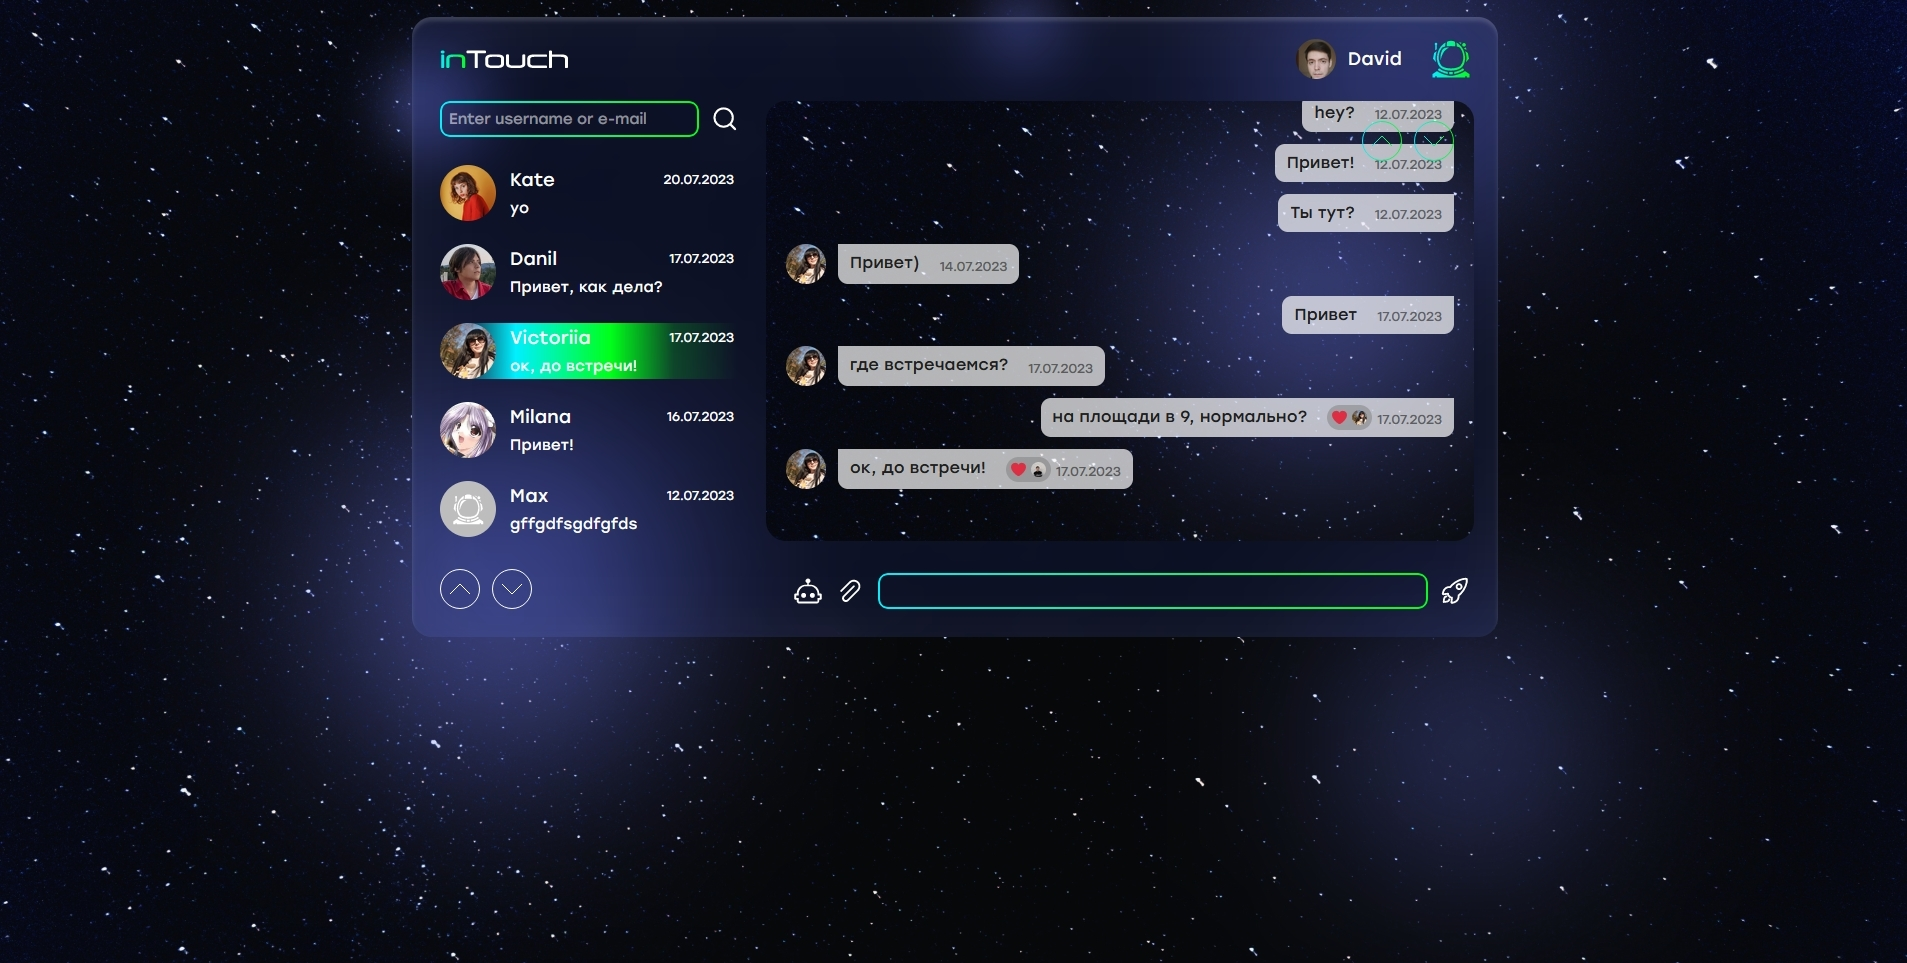 inTouch
David
Enter username or e-mail
Kate 20.07.2023
yo
Danil 17.07.2023
Привет, как дела?
Victoriia 17.07.2023
ок, до встречи!
Milana 16.07.2023
Привет!
Max 12.07.2023
gffgdfsgdfgfds
hey? 12.07.2023
Привет! 12.07.2023
Ты тут? 12.07.2023
Привет) 14.07.2023
Привет 17.07.2023
где встречаемся? 17.07.2023
на площади в 9, нормально? 17.07.2023
ок, до встречи! 17.07.2023